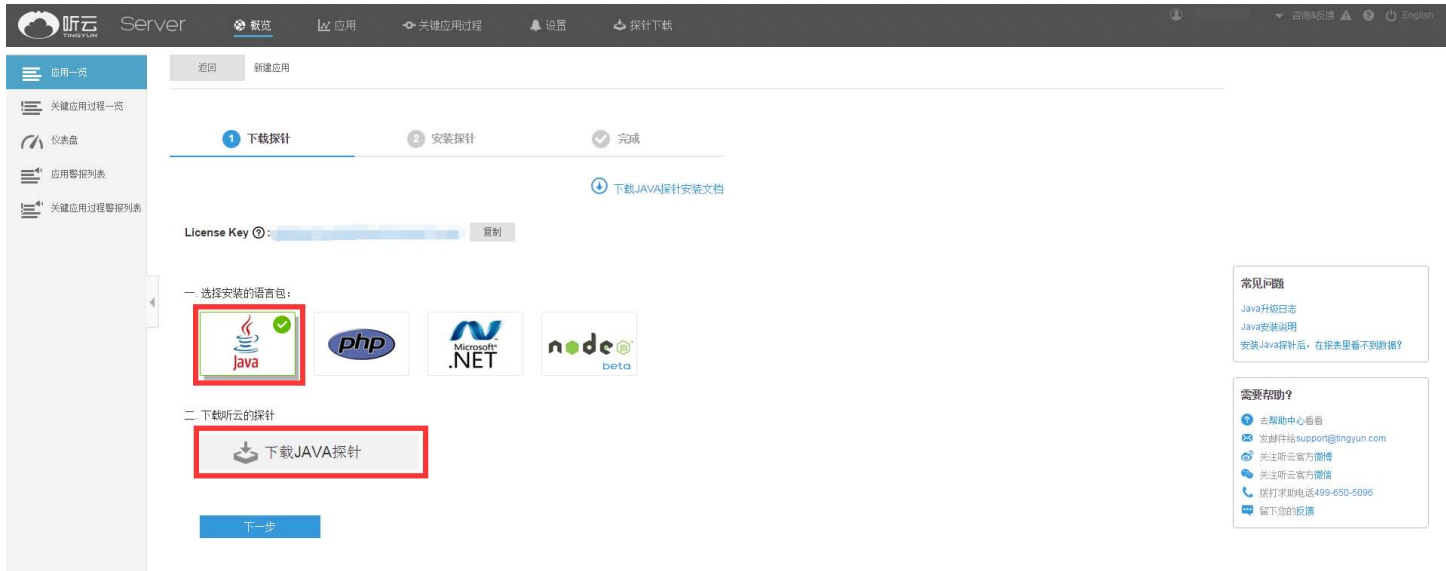 听云 TINGYUN Server 概览 应用 关键应用过程 设置 探针下载 咨询&反馈 English
应用一览
关键应用过程一览
仪表盘
应用警报列表
关键应用过程警报列表
返回 新建应用
1 下载探针 2 安装探针 完成
下载JAVA探针安装文档
License Key ? : 复制
一. 选择安装的语言包：
Java php Microsoft .NET node js beta
二. 下载听云的探针
下载JAVA探针
下一步
常见问题
Java升级日志
Java安装说明
安装Java探针后，在报表里看不到数据?
需要帮助?
去帮助中心看看
发邮件给support@tingyun.com
关注听云官方微博
关注听云官方微信
拨打求助电话499-650-5096
留下您的反馈